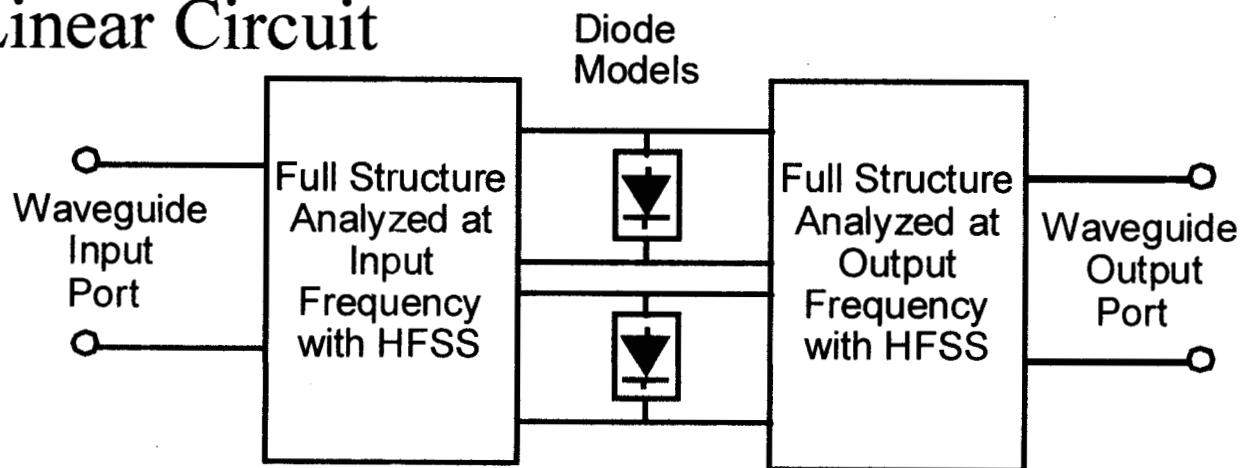 Linear Circuit
Diode
Models
Waveguide
Input
Port
Full Structure
Analyzed at
Input
Frequency
with HFSS
Full Structure
Analyzed at
Output
Frequency
with HFSS
Waveguide
Output
Port